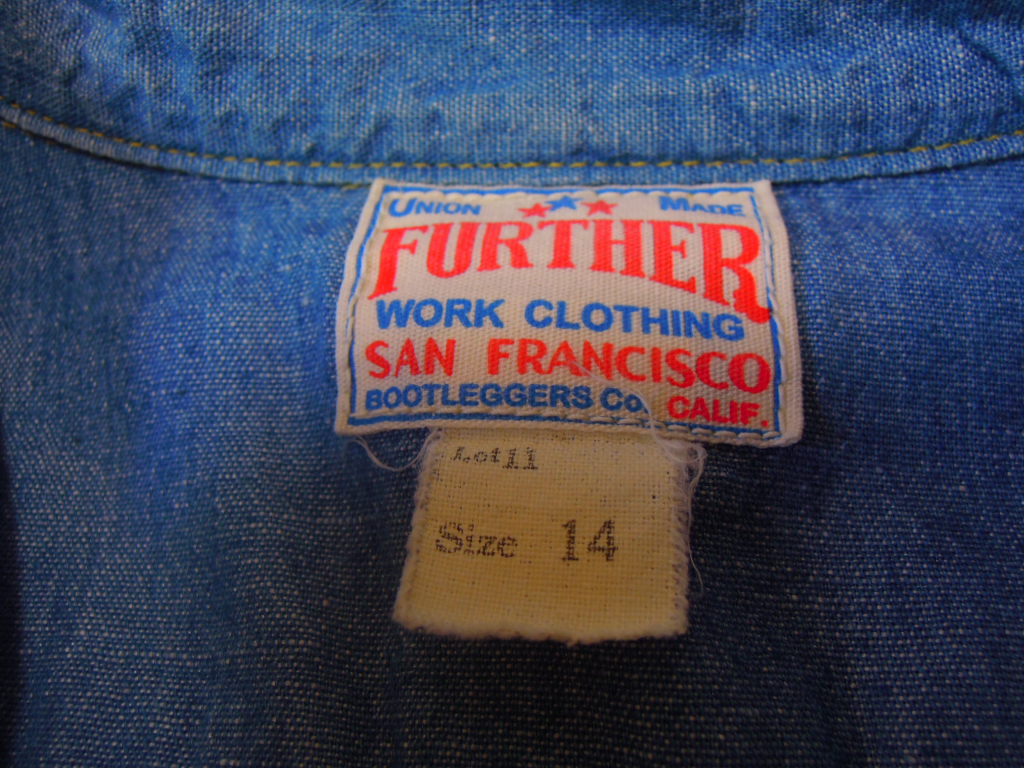 UNION MADE
FURTHER
WORK CLOTHING
SAN FRANCISCO
BOOTLEGGERS Co. CALIF.
Lot11
Size 14